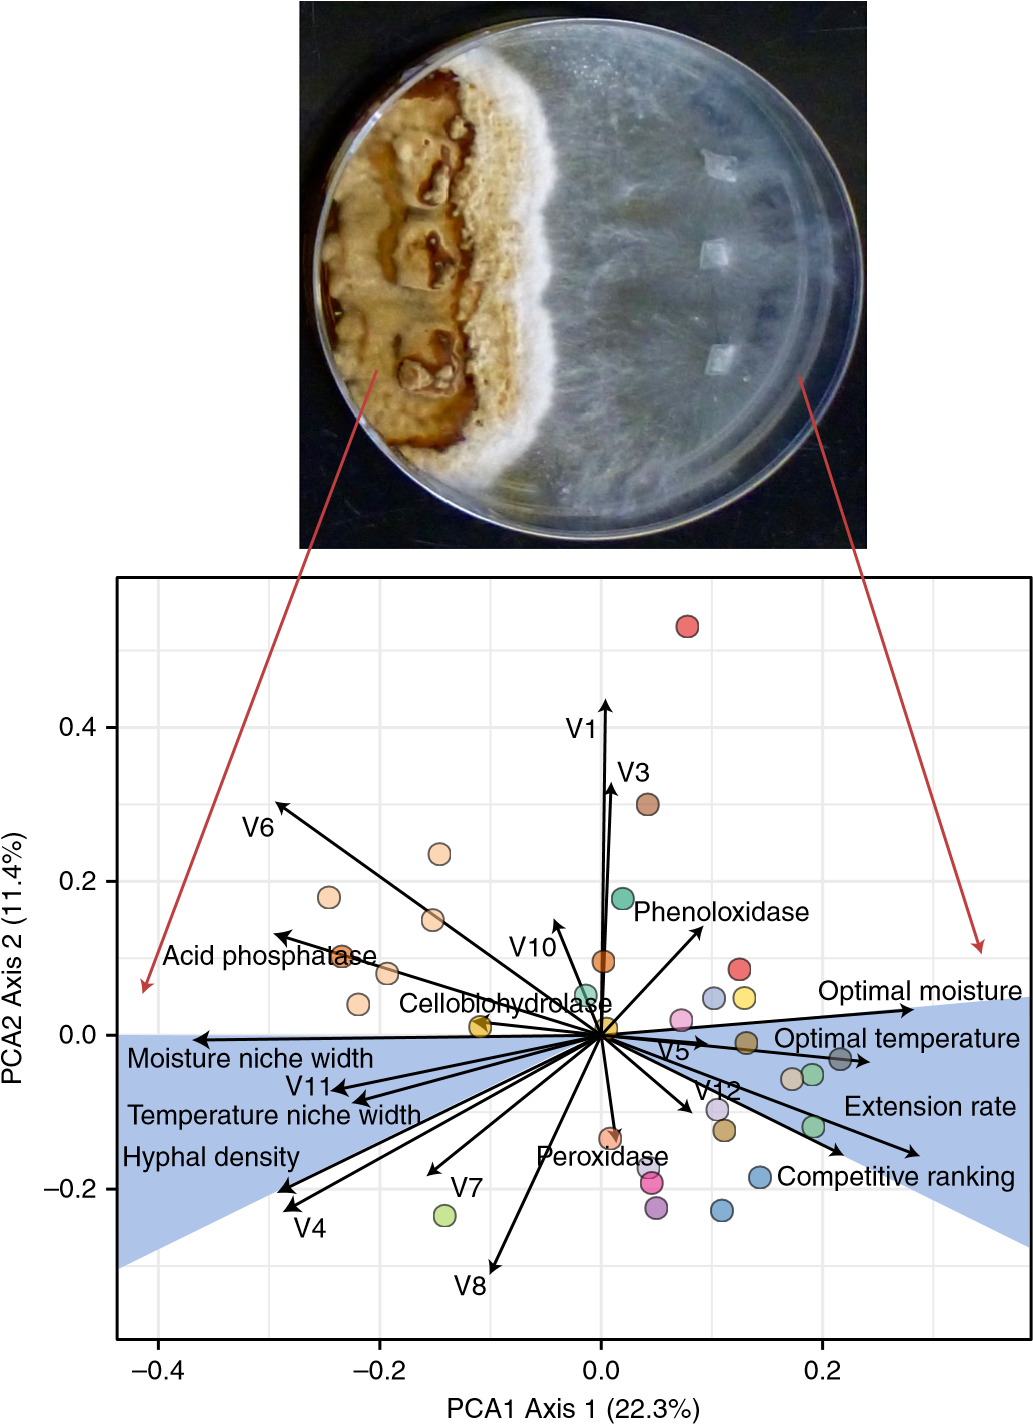 0.4
V1
V3
V6
0.2
Phenoloxidase
V10
Acid phosphatase
Optimal moisture
Cellobiohydrolase
0.0
Optimal temperature
V5
Moisture niche width
V11
V12
Temperature niche width
Extension rate
Hyphal density
Peroxidase
Competitive ranking
−0.2
V7
V4
V8
−0.4
−0.2
0.0
0.2
PCA1 Axis 1 (22.3%)
PCA2 Axis 2 (11.4%)